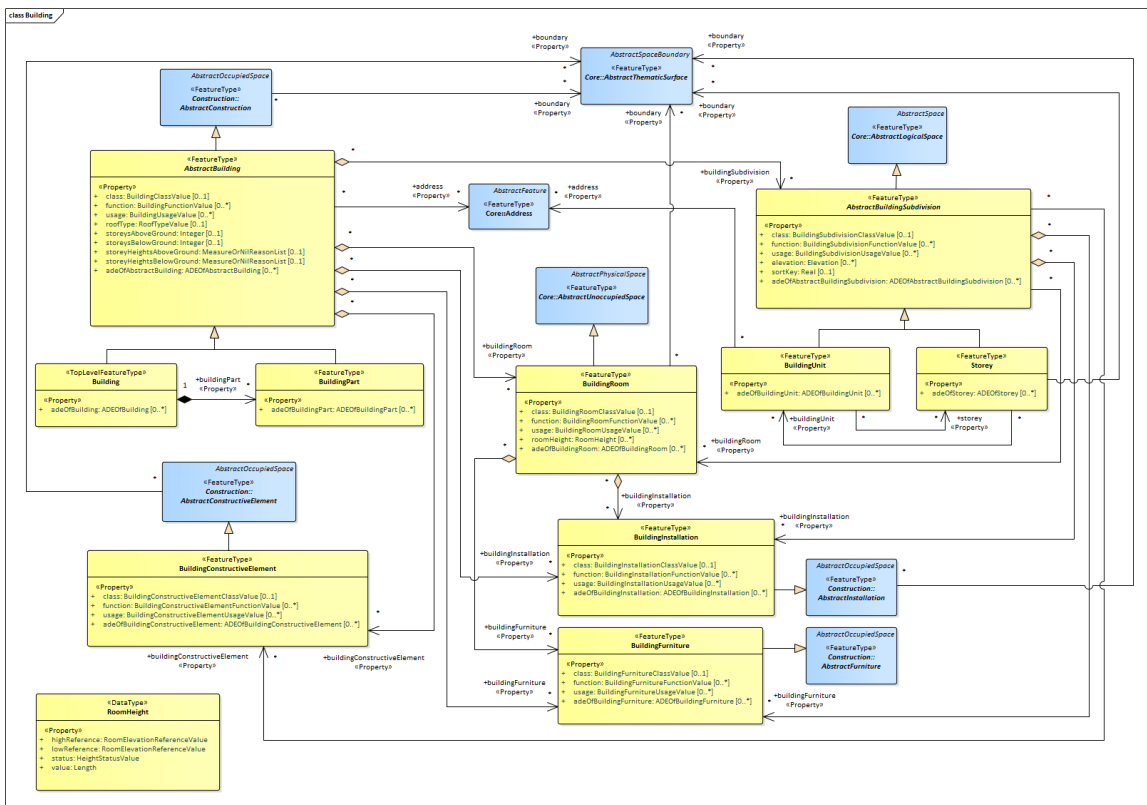 class Building
+boundary
«Property»
+boundary
«Property»
AbstractSpaceBoundary
«FeatureType»
Core::AbstractThematicSurface
*
*
*
*
+boundary
«Property»
+boundary
«Property»
*
+boundary
«Property»
AbstractOccupiedSpace
«FeatureType»
Construction::
AbstractConstruction
*
AbstractSpace
«FeatureType»
Core::AbstractLogicalSpace
«FeatureType»
AbstractBuilding
«Property»
+ class: BuildingClassValue [0..1]
+ function: BuildingFunctionValue [0..*]
+ usage: BuildingUsageValue [0..*]
+ roofType: RoofTypeValue [0..1]
+ storeysAboveGround: Integer [0..1]
+ storeysBelowGround: Integer [0..1]
+ storeyHeightsAboveGround: MeasureOrNilReasonList [0..1]
+ storeyHeightsBelowGround: MeasureOrNilReasonList [0..1]
+ adeOfAbstractBuilding: ADEOfAbstractBuilding [0..*]
*
*
*
*
*
*
+buildingSubdivision
«Property»
*
+address
«Property»
*
AbstractFeature
«FeatureType»
Core::Address
*
+address
«Property»
«FeatureType»
AbstractBuildingSubdivision
«Property»
+ class: BuildingSubdivisionClassValue [0..1]
+ function: BuildingSubdivisionFunctionValue [0..*]
+ usage: BuildingSubdivisionUsageValue [0..*]
+ elevation: Elevation [0..*]
+ sortKey: Real [0..1]
+ adeOfAbstractBuildingSubdivision: ADEOfAbstractBuildingSubdivision [0..*]
*
*
*
*
AbstractPhysicalSpace
«FeatureType»
Core::AbstractUnoccupiedSpace
«TopLevelFeatureType»
Building
«Property»
+ adeOfBuilding: ADEOfBuilding [0..*]
1
+buildingPart
«Property»
*
«FeatureType»
BuildingPart
«Property»
+ adeOfBuildingPart: ADEOfBuildingPart [0..*]
+buildingRoom
«Property»
*
*
«FeatureType»
BuildingRoom
«Property»
+ class: BuildingRoomClassValue [0..1]
+ function: BuildingRoomFunctionValue [0..*]
+ usage: BuildingRoomUsageValue [0..*]
+ roomHeight: RoomHeight [0..*]
+ adeOfBuildingRoom: ADEOfBuildingRoom [0..*]
*
*
*
«FeatureType»
BuildingUnit
«Property»
+ adeOfBuildingUnit: ADEOfBuildingUnit [0..*]
«FeatureType»
Storey
«Property»
+ adeOfStorey: ADEOfStorey [0..*]
*
+buildingUnit
«Property»
*
*
*
+storey
«Property»
*
+buildingRoom
«Property»
*
AbstractOccupiedSpace
«FeatureType»
Construction::
AbstractConstructiveElement
*
+buildingInstallation
«Property»
*
«FeatureType»
BuildingInstallation
«Property»
+ class: BuildingInstallationClassValue [0..1]
+ function: BuildingInstallationFunctionValue [0..*]
+ usage: BuildingInstallationUsageValue [0..*]
+ adeOfBuildingInstallation: ADEOfBuildingInstallation [0..*]
+buildingInstallation
«Property»
*
+buildingInstallation
«Property»
*
AbstractOccupiedSpace
«FeatureType»
Construction::
AbstractInstallation
*
«FeatureType»
BuildingConstructiveElement
«Property»
+ class: BuildingConstructiveElementClassValue [0..1]
+ function: BuildingConstructiveElementFunctionValue [0..*]
+ usage: BuildingConstructiveElementUsageValue [0..*]
+ adeOfBuildingConstructiveElement: ADEOfBuildingConstructiveElement [0..*]
*
+buildingConstructiveElement
«Property»
*
+buildingConstructiveElement
«Property»
+buildingFurniture
«Property»
*
+buildingFurniture
«Property»
*
«FeatureType»
BuildingFurniture
«Property»
+ class: BuildingFurnitureClassValue [0..1]
+ function: BuildingFurnitureFunctionValue [0..*]
+ usage: BuildingFurnitureUsageValue [0..*]
+ adeOfBuildingFurniture: ADEOfBuildingFurniture [0..*]
AbstractOccupiedSpace
«FeatureType»
Construction::
AbstractFurniture
+buildingFurniture
«Property»
*
«DataType»
RoomHeight
«Property»
+ highReference: RoomElevationReferenceValue
+ lowReference: RoomElevationReferenceValue
+ status: HeightStatusValue
+ value: Length